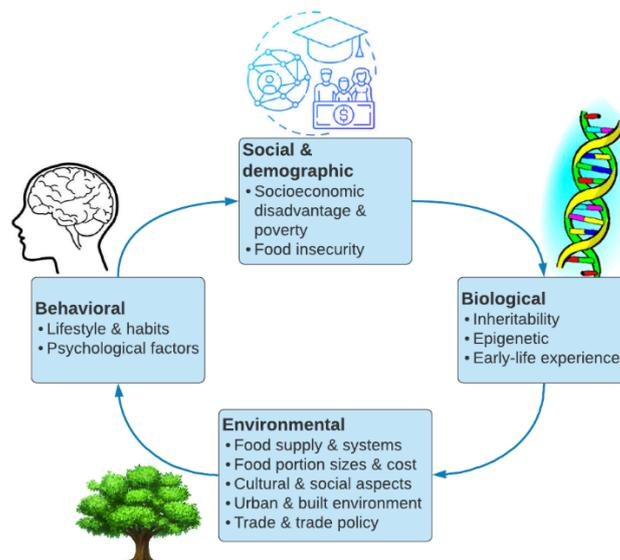 Social &
demographic
• Socioeconomic
disadvantage &
poverty
• Food insecurity
Biological
• Inheritability
• Epigenetic
• Early-life experience
Environmental
• Food supply & systems
• Food portion sizes & cost
• Cultural & social aspects
• Urban & built environment
• Trade & trade policy
Behavioral
• Lifestyle & habits
• Psychological factors
$